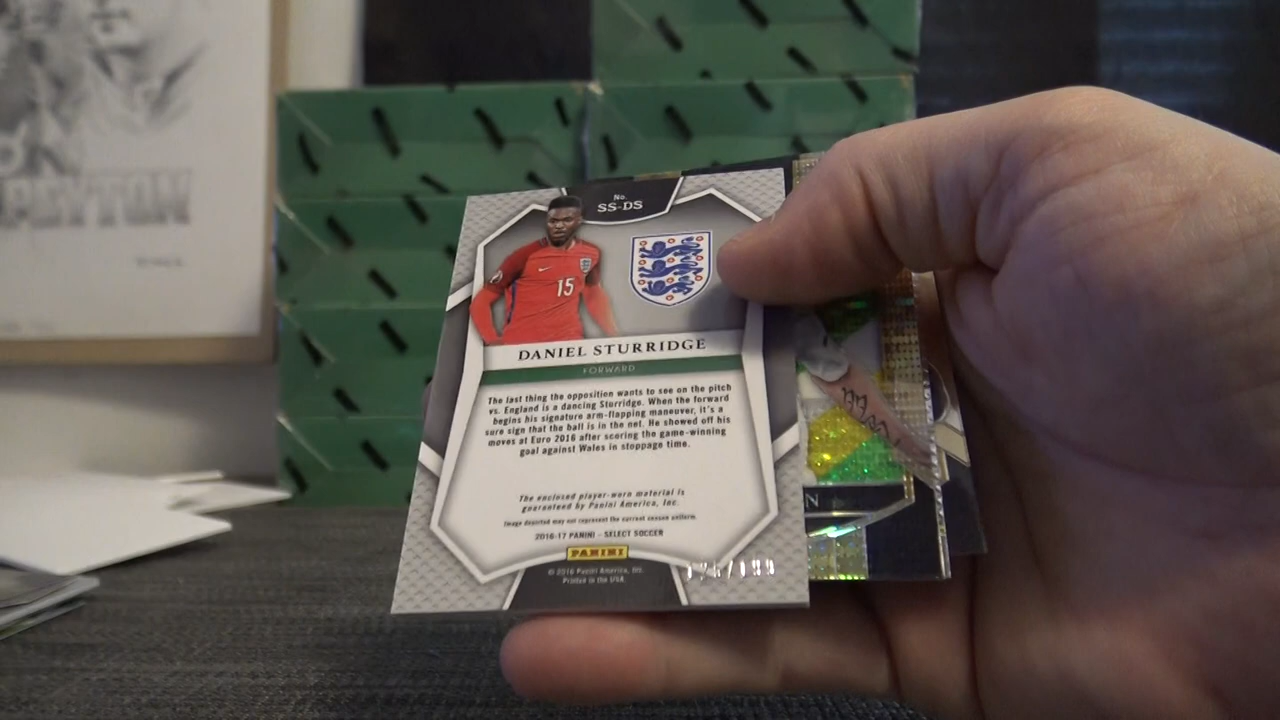 PAYTON
No.
SS-DS
15
DANIEL STURRIDGE
FORWARD
The last thing the opposition wants to see on the pitch
vs. England is a dancing Sturridge. When the forward
begins his signature arm-flapping maneuver, it's a
sure sign that the ball is in the net. He showed off his
moves at Euro 2016 after scoring the game-winning
goal against Wales in stoppage time.
The enclosed player-worn material is
guaranteed by Panini America, Inc.
Image depicted may not represent the current season uniform.
2016-17 PANINI - SELECT SOCCER
PANINI
© 2016 Panini America, Inc.
Printed in the USA.
N